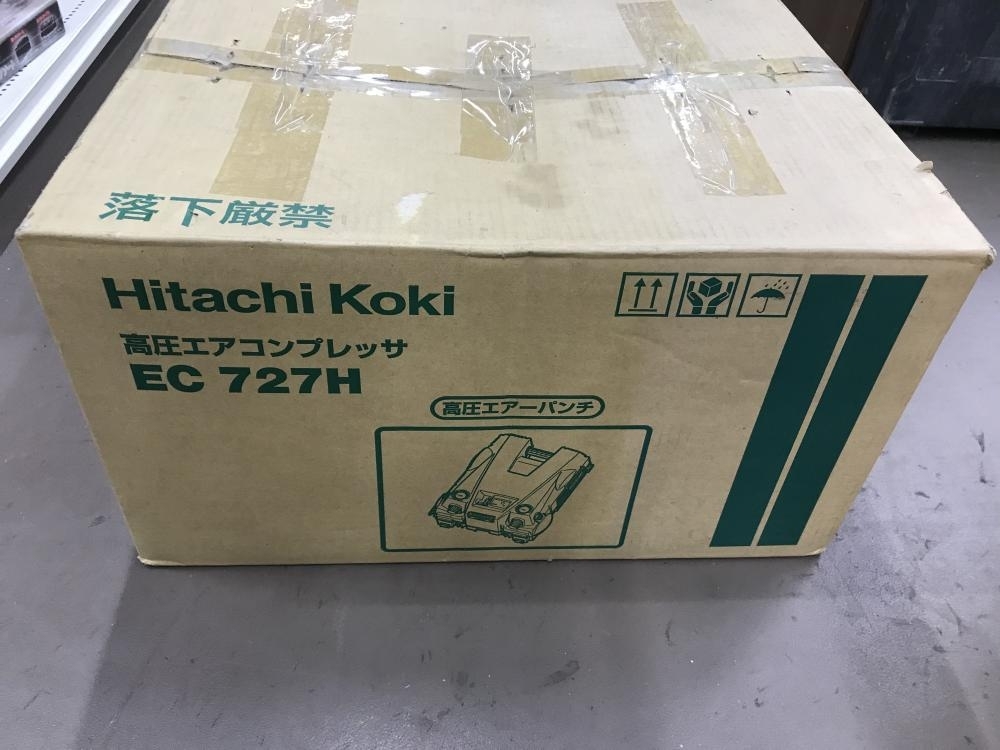 落下厳禁
Hitachi Koki
高圧エアコンプレッサ
EC 727H
高圧エアーパンチ